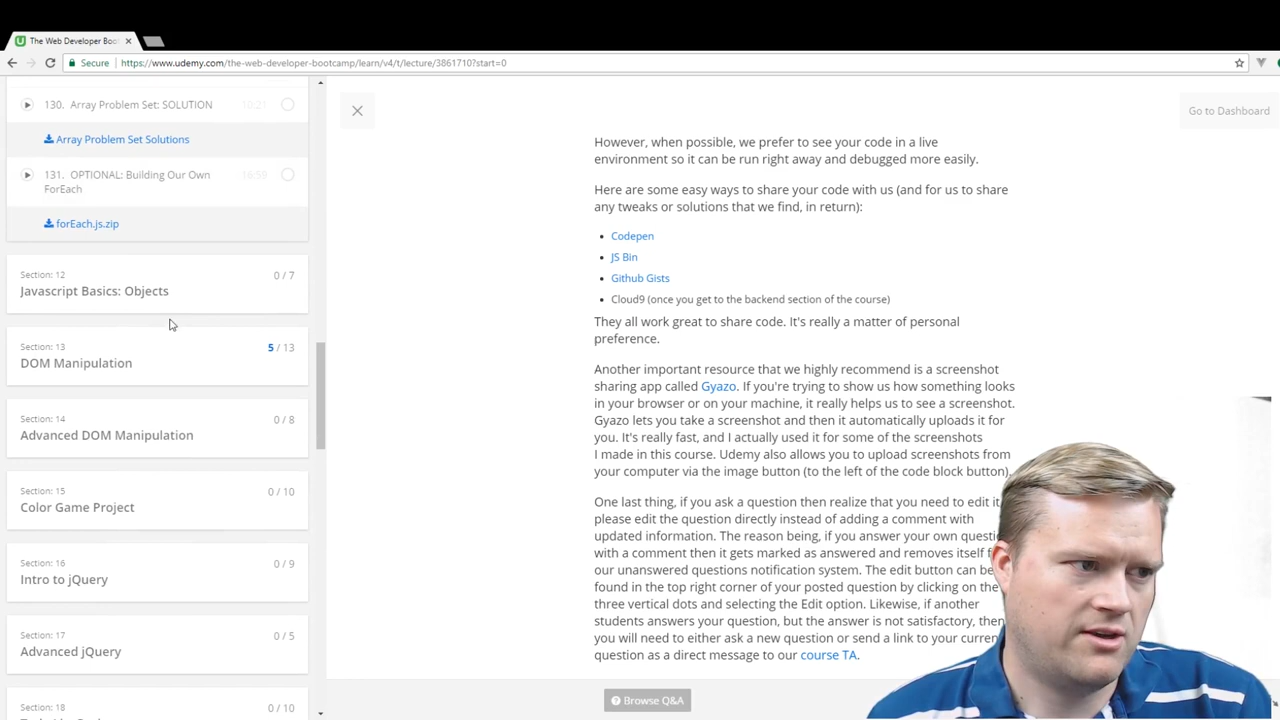 The Web Developer Boo
Secure
https://www.udemy.com/the-web-developer-bootcamp/learn/v4/t/lecture/3861710?start=0
130. Array Problem Set: SOLUTION 18:21
Array Problem Set Solutions
131. OPTIONAL: Building Our Own 16:59
ForEach
forEach.js.zip
Section: 12 0 / 7
Javascript Basics: Objects
Section: 13 5 / 13
DOM Manipulation
Section: 14 0 / 8
Advanced DOM Manipulation
Section: 15 0 / 10
Color Game Project
Section: 16 0 / 9
Intro to jQuery
Section: 17 0 / 5
Advanced jQuery
Section: 18 0 / 10
Go to Dashboard
However, when possible, we prefer to see your code in a live
environment so it can be run right away and debugged more easily.
Here are some easy ways to share your code with us (and for us to share
any tweaks or solutions that we find, in return):
Codepen
JS Bin
Github Gists
Cloud9 (once you get to the backend section of the course)
They all work great to share code. It's really a matter of personal
preference.
Another important resource that we highly recommend is a screenshot
sharing app called Gyazo. If you're trying to show us how something looks
in your browser or on your machine, it really helps us to see a screenshot.
Gyazo lets you take a screenshot and then it automatically uploads it for
you. It's really fast, and I actually used it for some of the screenshots
I made in this course. Udemy also allows you to upload screenshots from
your computer via the image button (to the left of the code block button).
One last thing, if you ask a question then realize that you need to edit it
please edit the question directly instead of adding a comment with
updated information. The reason being, if you answer your own questi
with a comment then it gets marked as answered and removes itself f
our unanswered questions notification system. The edit button can be
found in the top right corner of your posted question by clicking on the
three vertical dots and selecting the Edit option. Likewise, if another
students answers your question, but the answer is not satisfactory, then
you will need to either ask a new question or send a link to your curren
question as a direct message to our course TA.
Browse Q&A